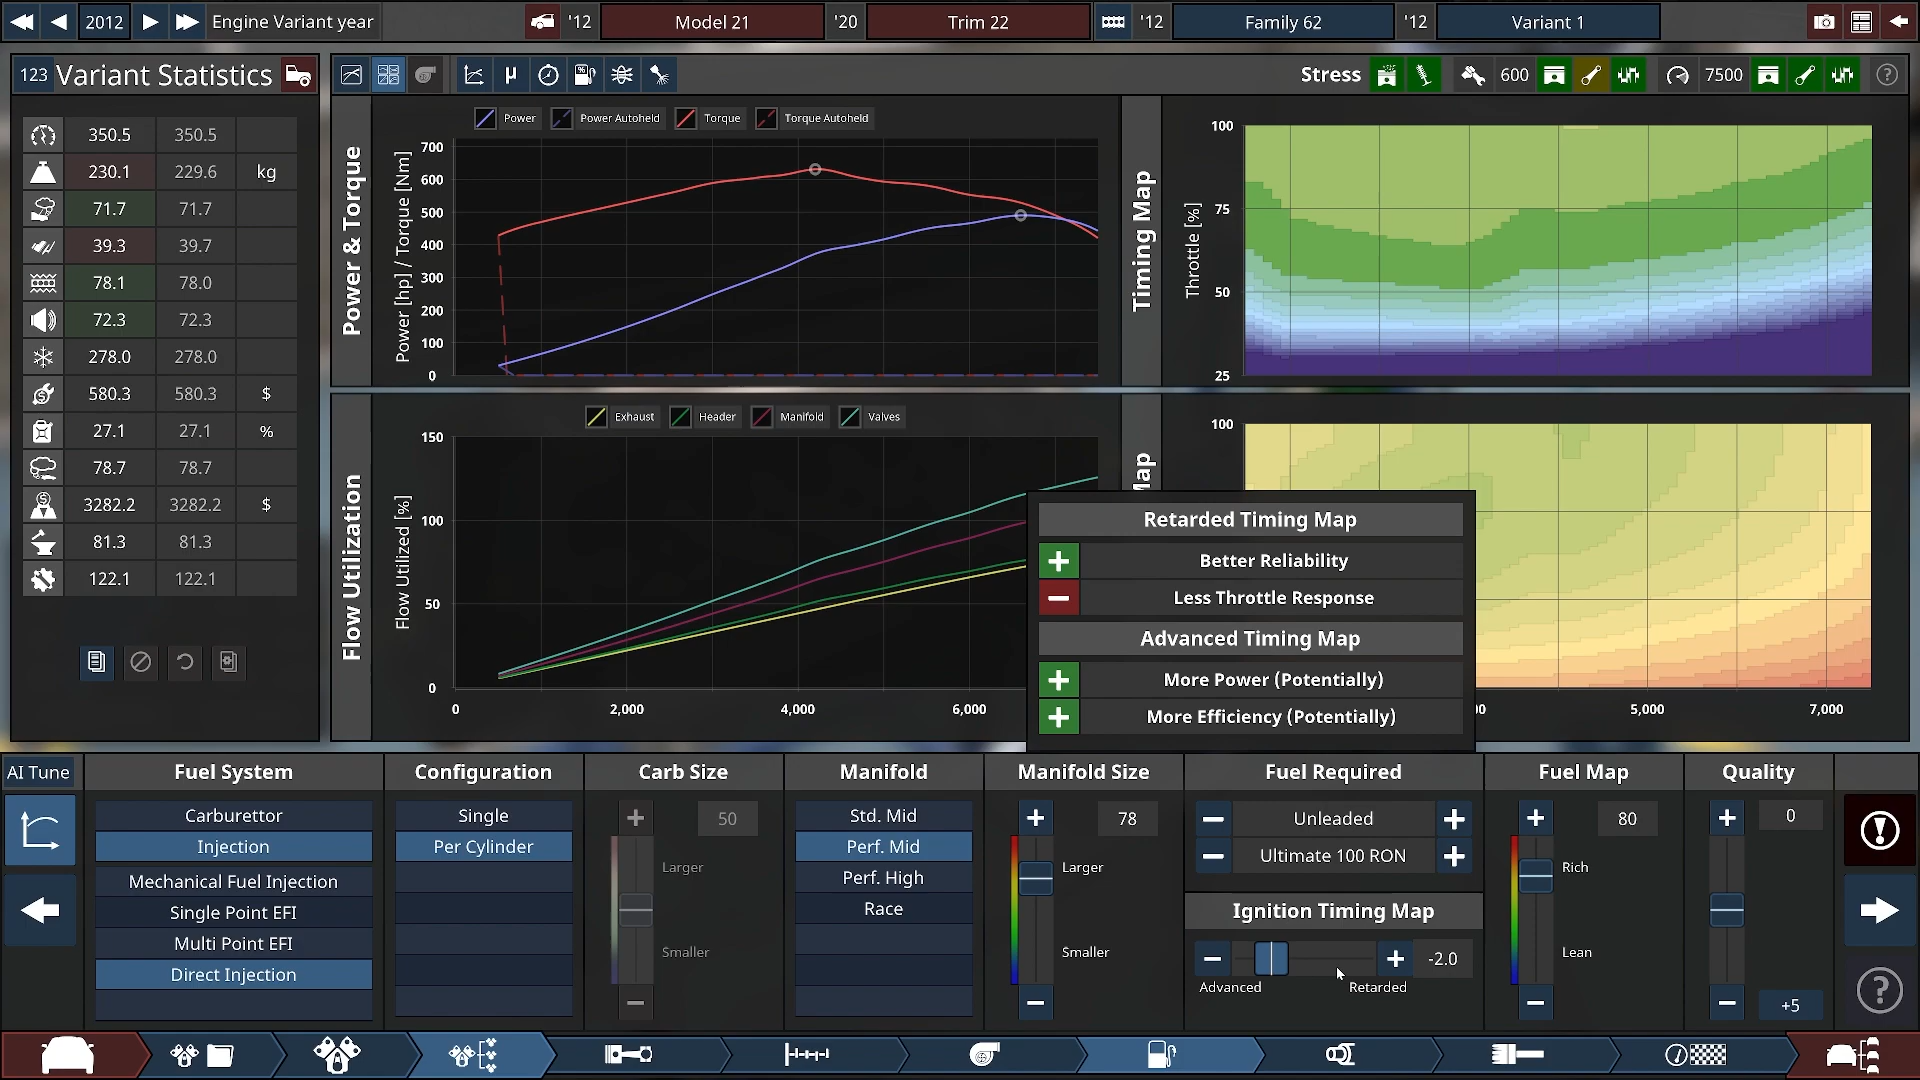 2012
Engine Variant year
'12
Model 21
'20
Trim 22
'12
Family 62
'12
Variant 1
123
Variant Statistics
Stress
600
7500
350.5 350.5
230.1 229.6 kg
71.7 71.7
39.3 39.7
78.1 78.0
72.3 72.3
278.0 278.0
580.3 580.3 $
27.1 27.1 %
78.7 78.7
3282.2 3282.2 $
81.3 81.3
122.1 122.1
Power & Torque
Power
Power Autoheld
Torque
Torque Autoheld
Power [hp] / Torque [Nm]
700
600
500
400
300
200
100
0
Timing Map
Throttle [%]
100
75
50
25
Flow Utilization
Exhaust
Header
Manifold
Valves
Flow Utilized [%]
150
100
50
0
0
2,000
4,000
6,000
Map
100
5,000
7,000
Retarded Timing Map
Better Reliability
Less Throttle Response
Advanced Timing Map
More Power (Potentially)
More Efficiency (Potentially)
AI Tune
Fuel System
Carburettor
Injection
Mechanical Fuel Injection
Single Point EFI
Multi Point EFI
Direct Injection
Configuration
Single
Per Cylinder
Carb Size
50
Larger
Smaller
Manifold
Std. Mid
Perf. Mid
Perf. High
Race
Manifold Size
78
Larger
Smaller
Fuel Required
Unleaded
Ultimate 100 RON
Ignition Timing Map
-2.0
Advanced
Retarded
Fuel Map
80
Rich
Lean
Quality
0
+5